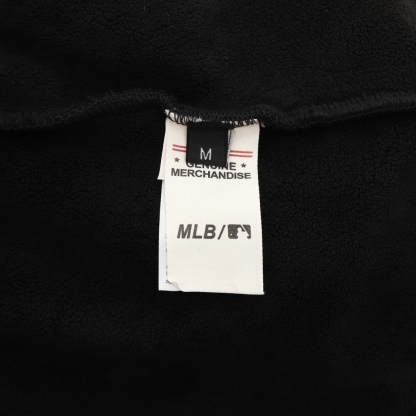 M
GENUINE
MERCHANDISE
MLB/